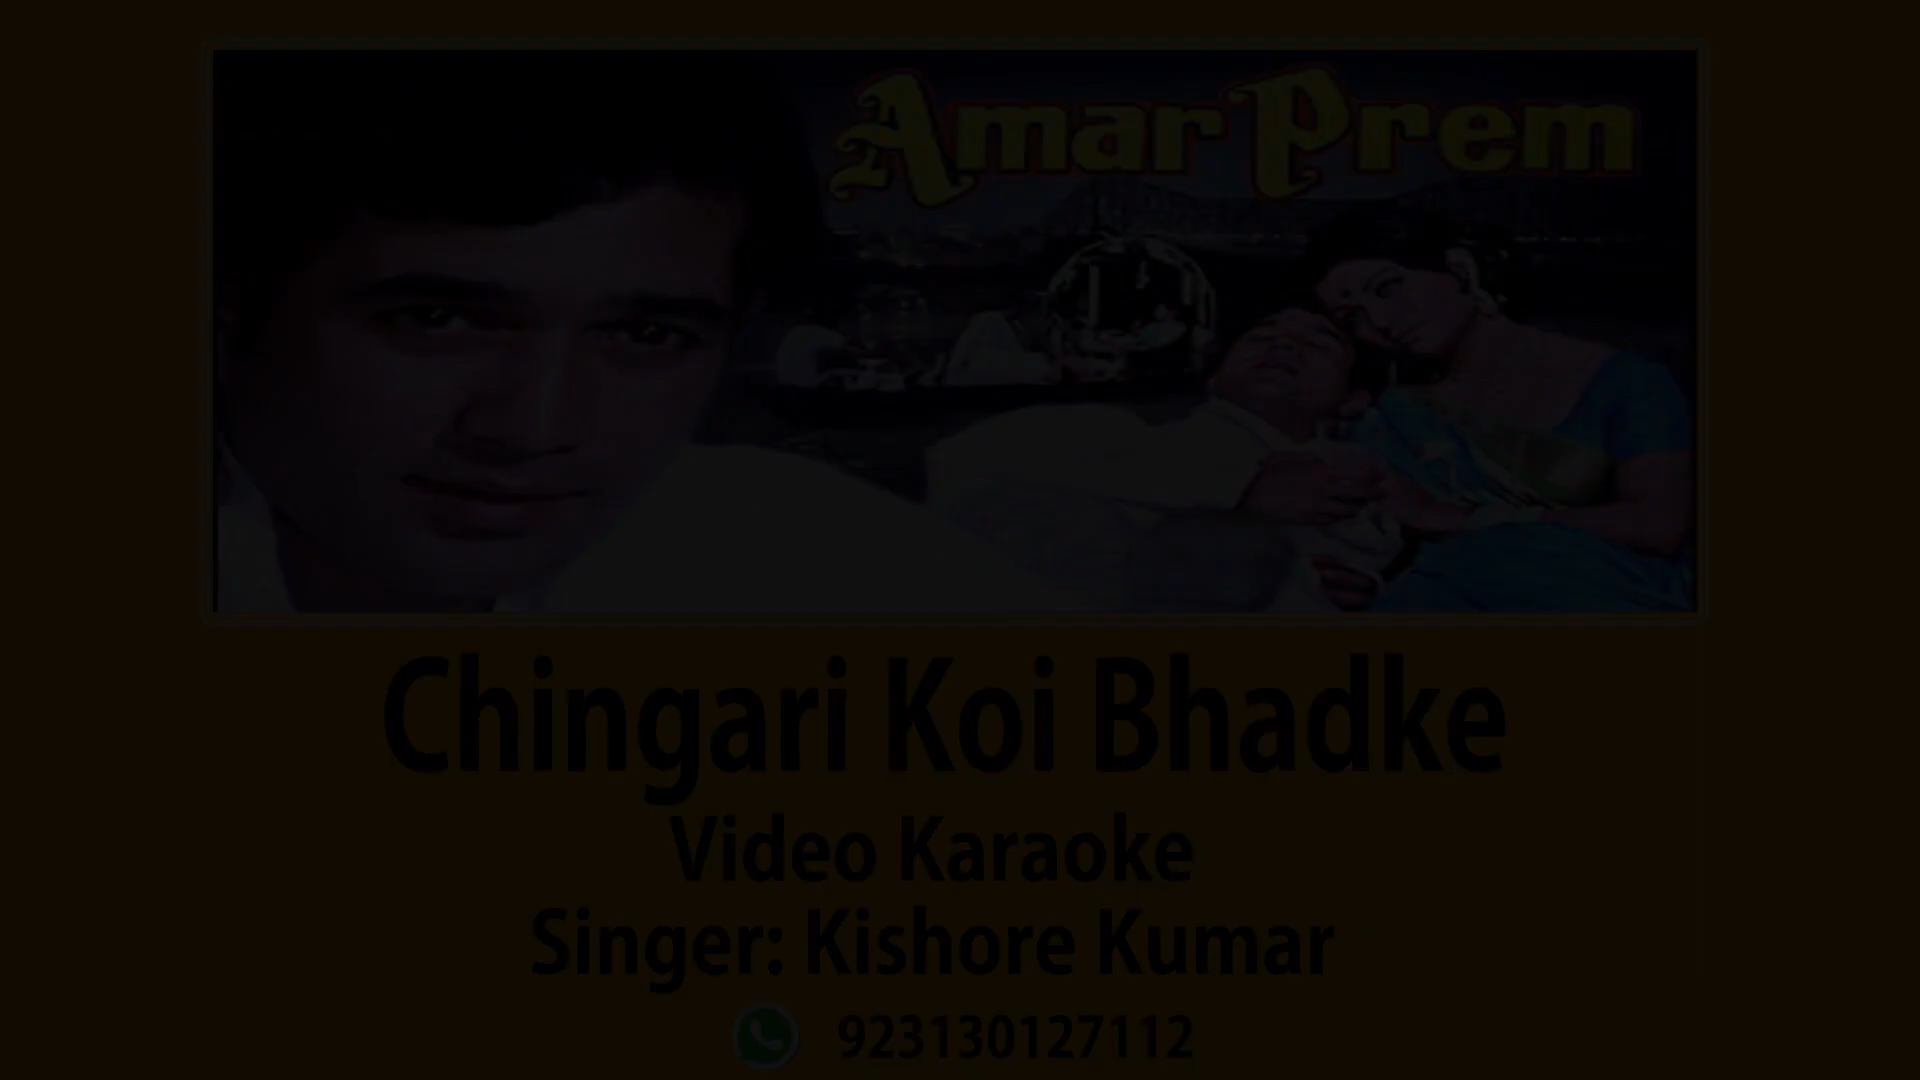 Amar Prem
Chingari Koi Bhadke
Video Karaoke
Singer: Kishore Kumar
923130127112